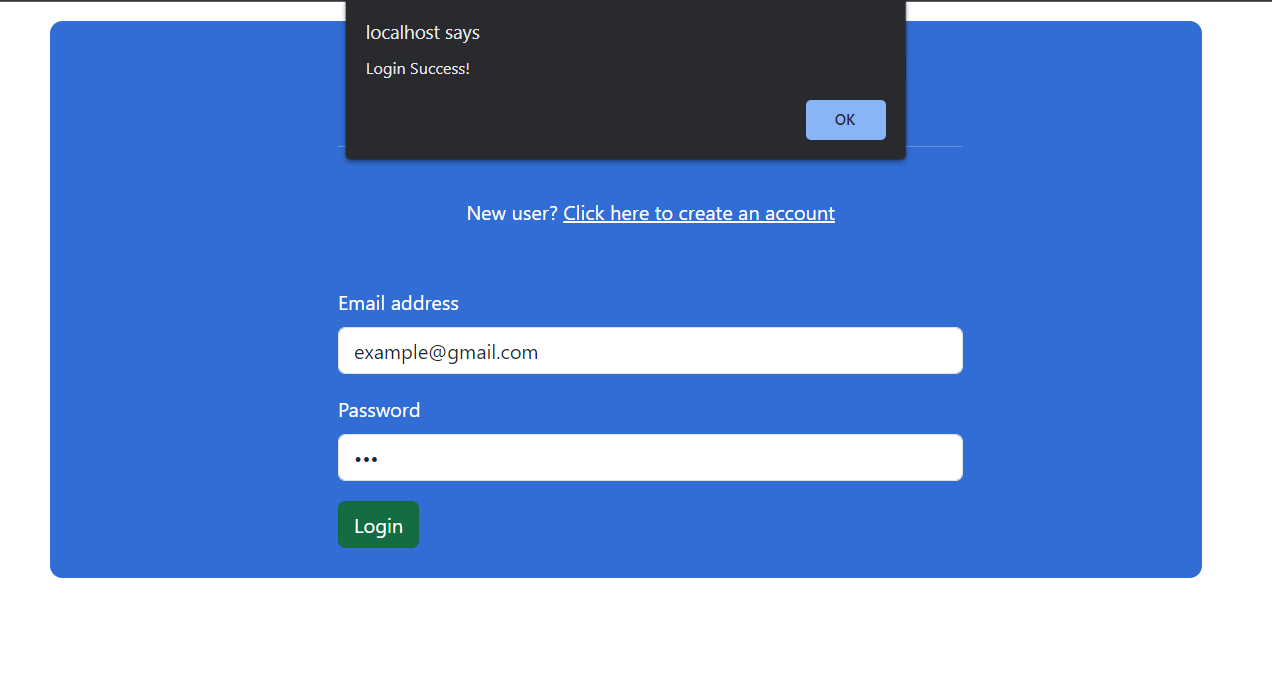 localhost says
Login Success!
OK
New user? Click here to create an account
Email address
example@gmail.com
Password
•••
Login